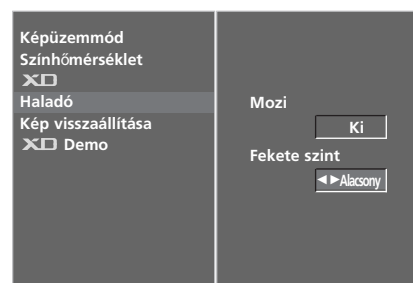 Képüzemmód
Színhőmérséklet
XD
Haladó
Kép visszaállítása
XD Demo
Mozi
Ki
Fekete szint
◄►Alacsony